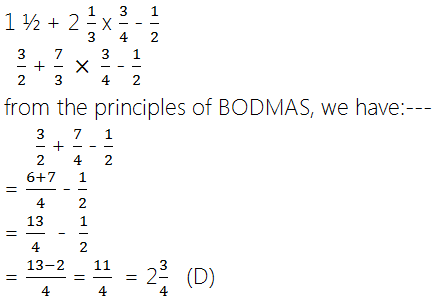 1 ½ + 2 1/3 x 3/4 - 1/2
3/2 + 7/3 × 3/4 - 1/2
from the principles of BODMAS, we have:---
3/2 + 7/4 - 1/2
= 6+7/4 - 1/2
= 13/4 - 1/2
= 13−2/4 = 11/4 = 2 3/4 (D)